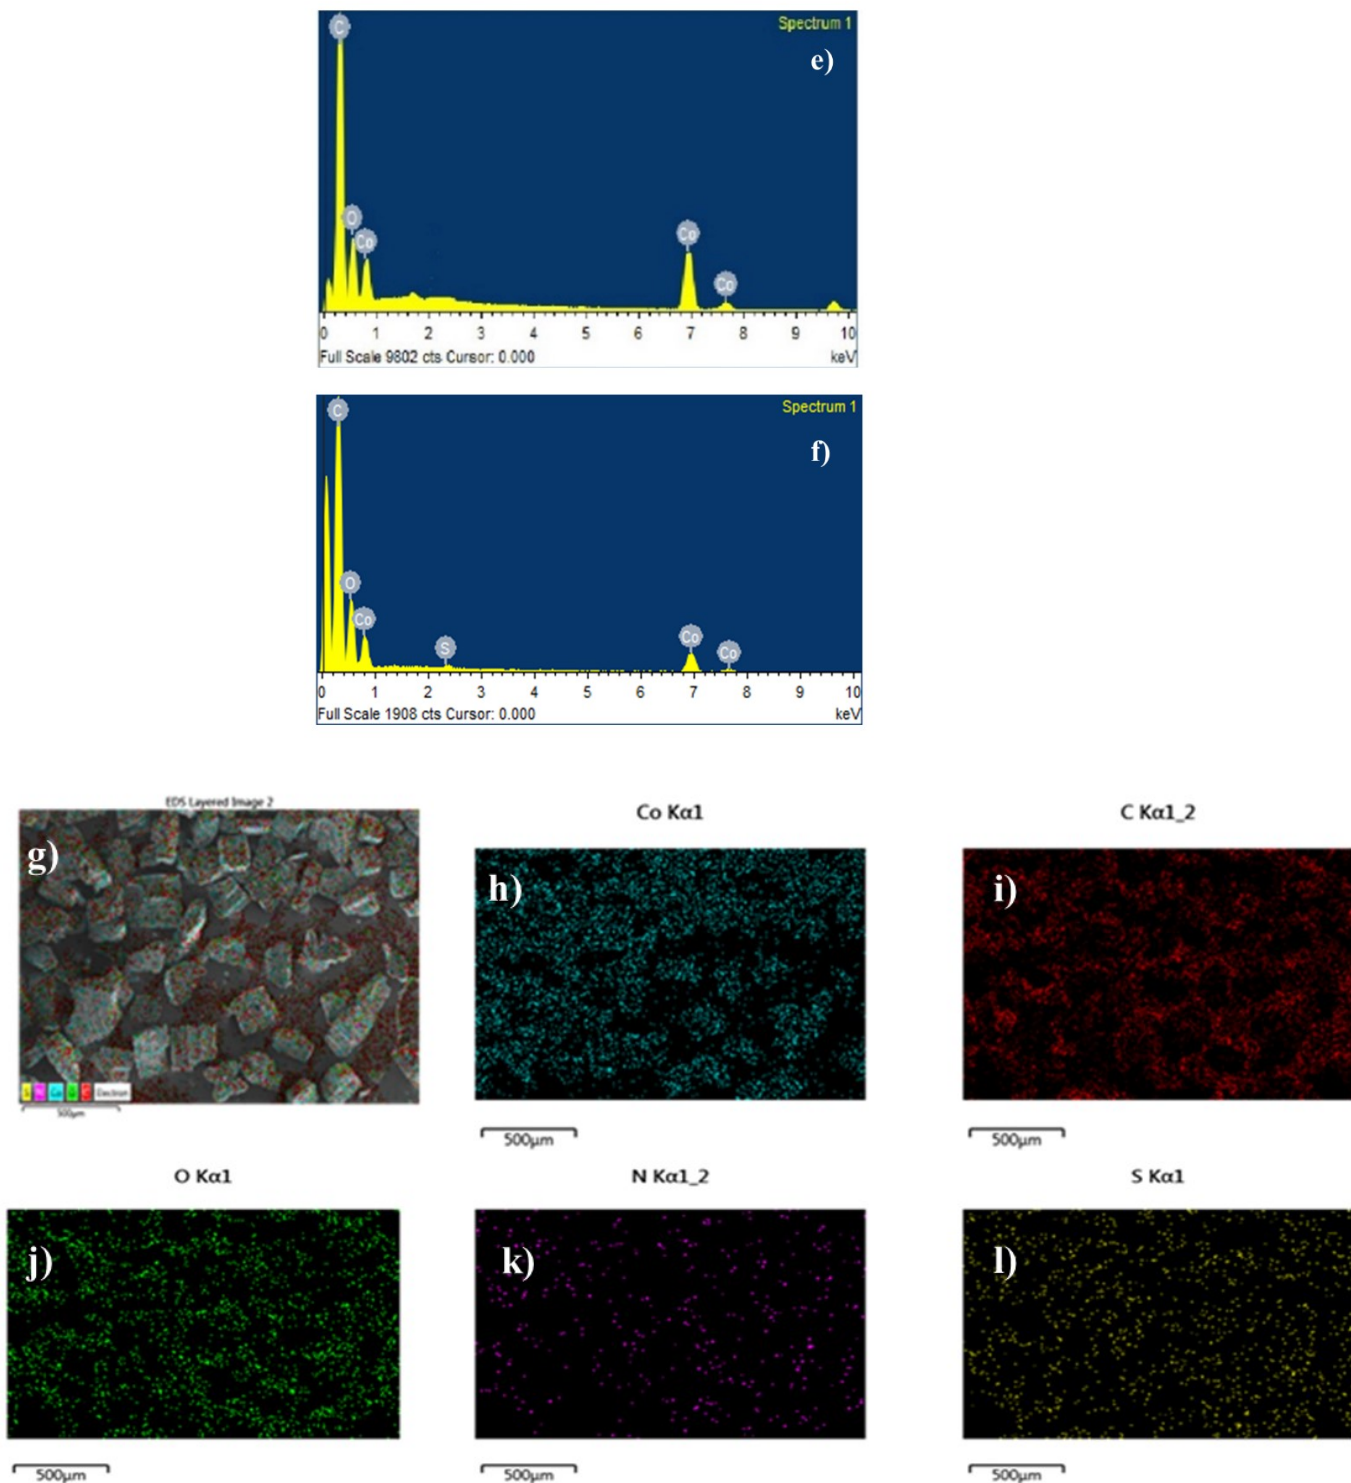 Spectrum 1
e)
C
O
Co
Co
Co
0 1 2 3 4 5 6 7 8 9 10
Full Scale 9802 cts Cursor: 0.000 keV
Spectrum 1
f)
C
O
Co
S
Co
Co
0 1 2 3 4 5 6 7 8 9 10
Full Scale 1908 cts Cursor: 0.000 keV
EDS Layered Image 2
g)
Electron
500µm
Co Kα1
h)
500µm
C Kα1_2
i)
500µm
O Kα1
j)
500µm
N Kα1_2
k)
500µm
S Kα1
l)
500µm